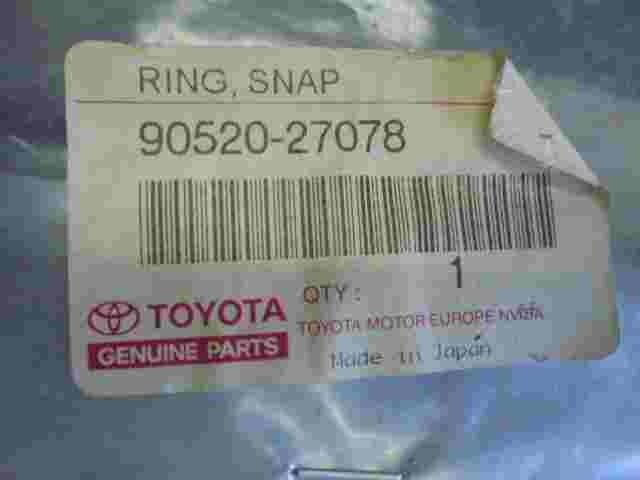 RING, SNAP
90520-27078
QTY : 1
TOYOTA
GENUINE PARTS
TOYOTA MOTOR EUROPE NV/SA
Made in Japan